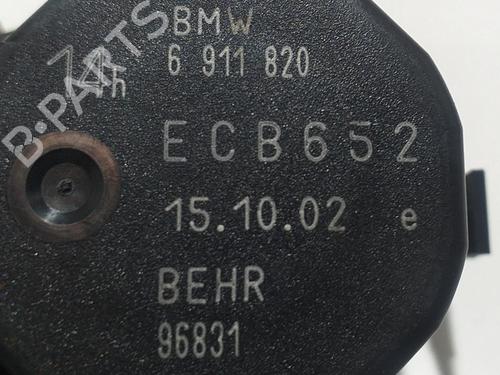 BMW
6 911 820
ECB652
15.10.02 e
BEHR
96831
B-PARTS